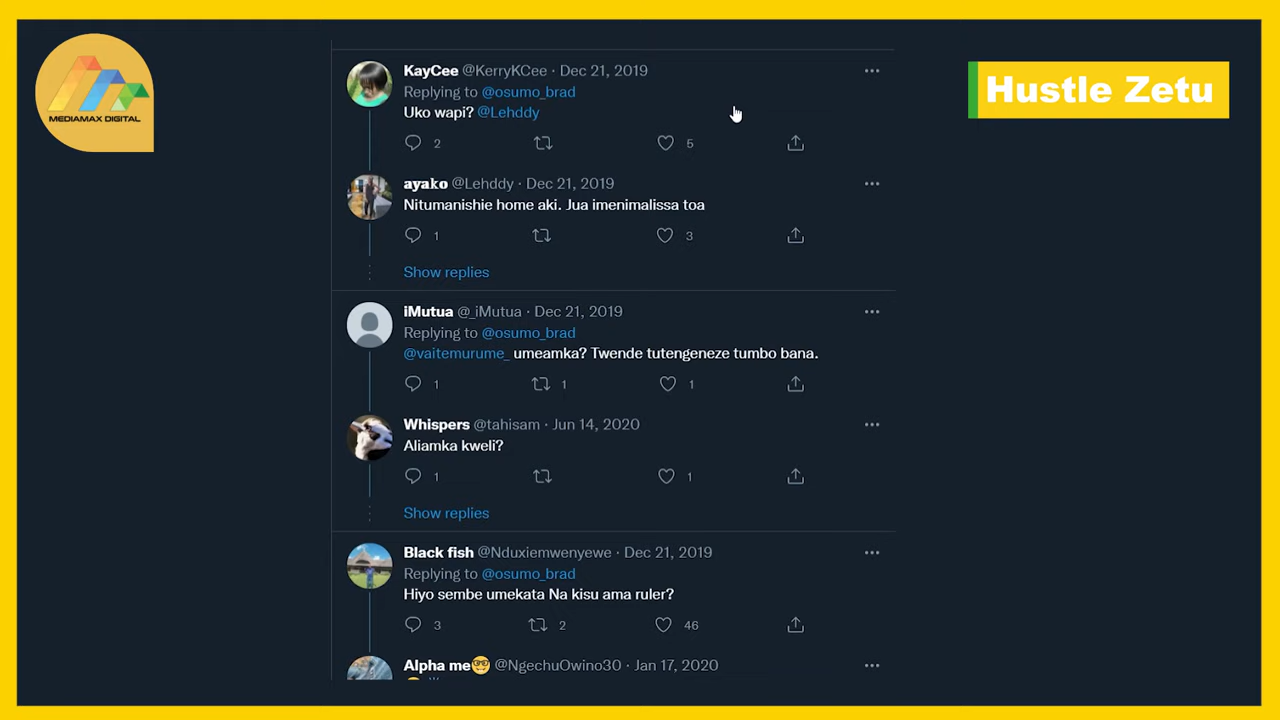 MEDIAMAX DIGITAL
Hustle Zetu
KayCee @KerryKCee · Dec 21, 2019
Replying to @osumo_brad
Uko wapi? @Lehddy
2 5
ayako @Lehddy · Dec 21, 2019
Nitumanishie home aki. Jua imenimalissa toa
1 3
Show replies
iMutua @_iMutua · Dec 21, 2019
Replying to @osumo_brad
@vaitemurume_ umeamka? Twende tutengeneze tumbo bana.
1 1 1
Whispers @tahisam · Jun 14, 2020
Aliamka kweli?
1 1
Show replies
Black fish @Nduxiemwenyewe · Dec 21, 2019
Replying to @osumo_brad
Hiyo sembe umekata Na kisu ama ruler?
3 2 46
Alpha me🤓 @NgechuOwino30 · Jan 17, 2020